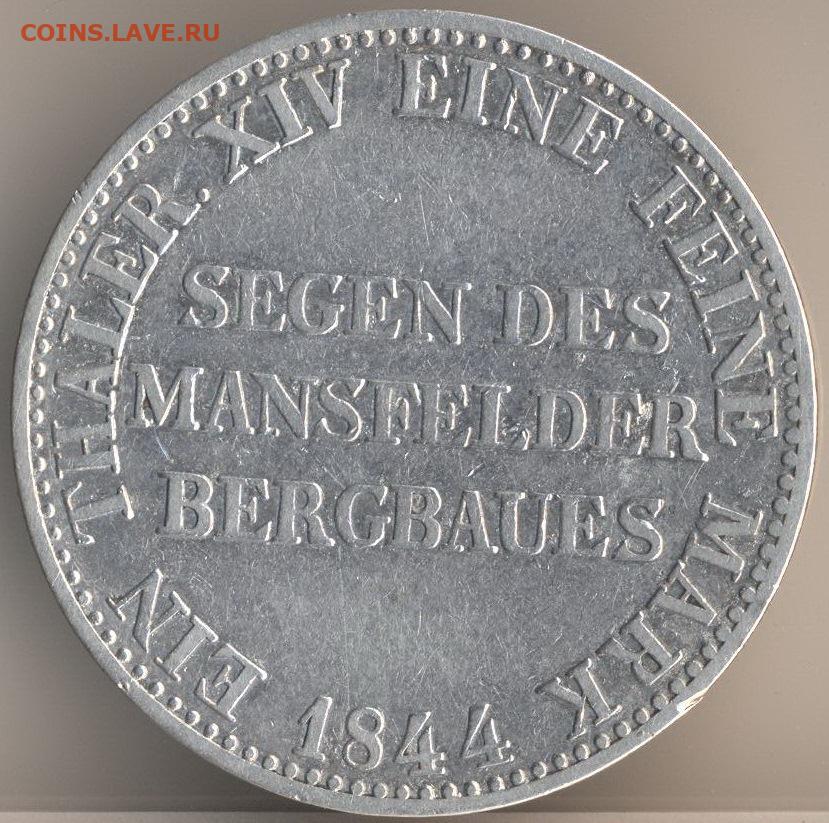 COINS.LAVE.RU
EIN THALER. XIV EINE FEINE MARK
SEGEN DES
MANSFELDER
BERGBAUES
1844